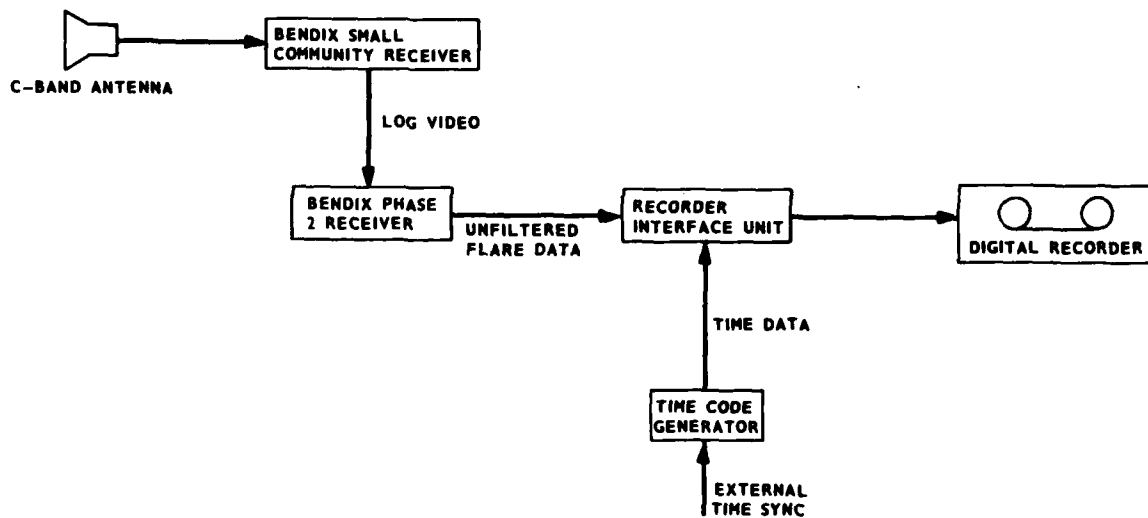 C-BAND ANTENNA
BENDIX SMALL
COMMUNITY RECEIVER
LOG VIDEO
BENDIX PHASE
2 RECEIVER
UNFILTERED
FLARE DATA
RECORDER
INTERFACE UNIT
DIGITAL RECORDER
TIME DATA
TIME CODE
GENERATOR
EXTERNAL
TIME SYNC